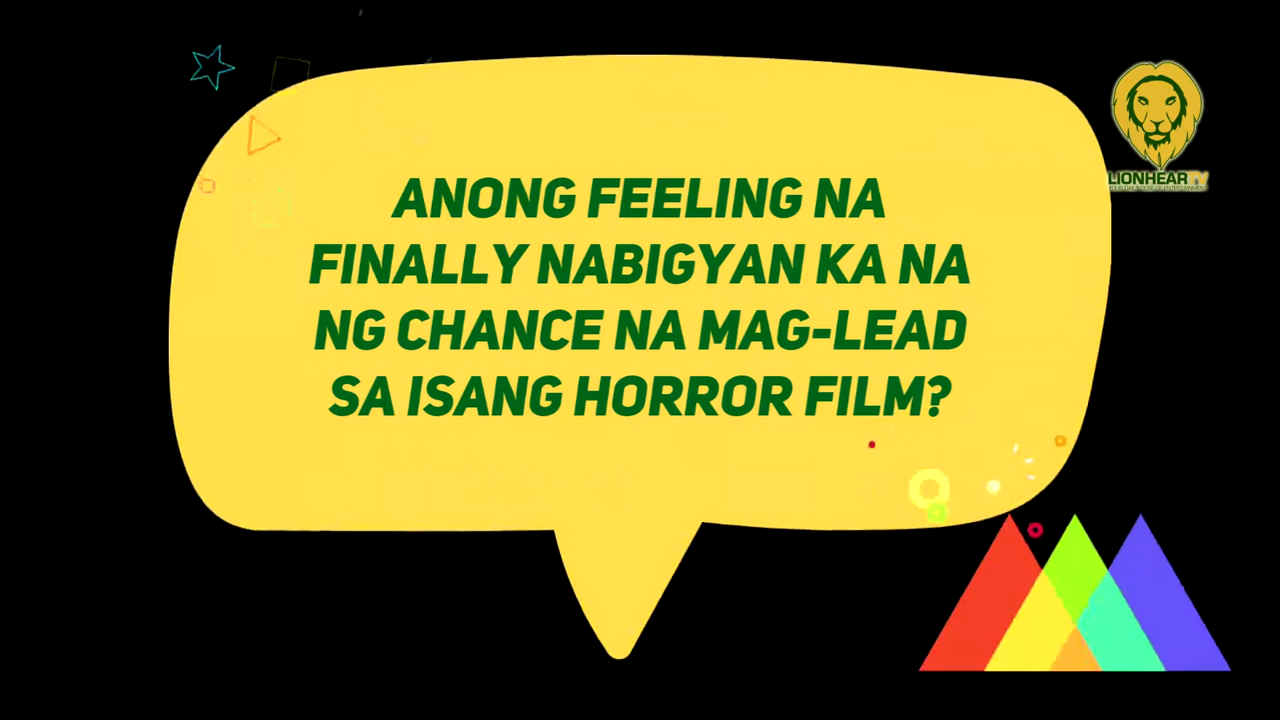 ANONG FEELING NA
FINALLY NABIGYAN KA NA
NG CHANCE NA MAG-LEAD
SA ISANG HORROR FILM?
LIONHEARTV